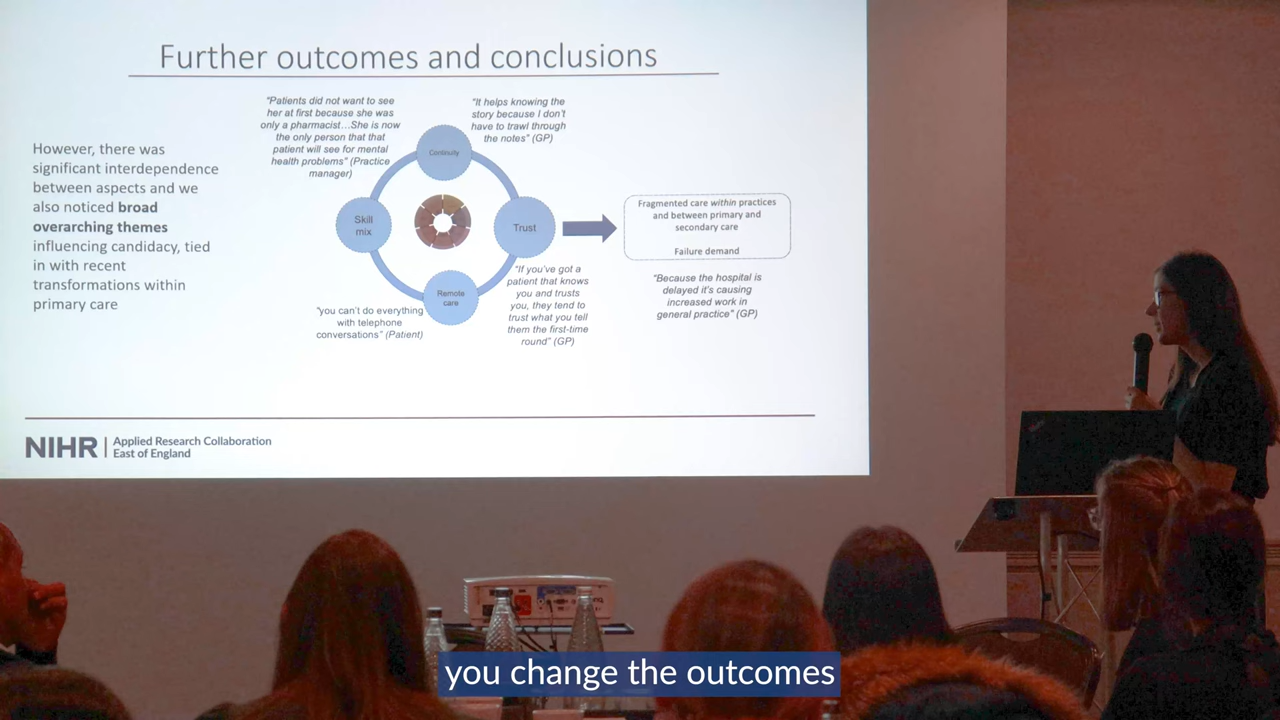 Further outcomes and conclusions
However, there was
significant interdependence
between aspects and we
also noticed broad
overarching themes
influencing candidacy, tied
in with recent
transformations within
primary care
"Patients did not want to see
her at first because she was
only a pharmacist...She is now
the only person that that
patient will see for mental
health problems" (Practice
manager)
"It helps knowing the
story because I don't
have to trawl through
the notes" (GP)
Continuity
Skill
mix
Trust
Remote
care
"you can't do everything
with telephone
conversations" (Patient)
"If you've got a
patient that knows
you and trusts
you, they tend to
trust what you tell
them the first-time
round" (GP)
Fragmented care within practices
and between primary and
secondary care
Failure demand
"Because the hospital is
delayed it's causing
increased work in
general practice" (GP)
NIHR | Applied Research Collaboration
East of England
you change the outcomes